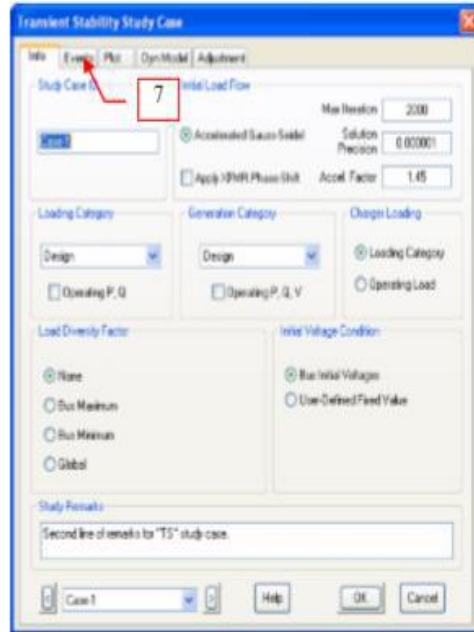 Transient Stability Study Case
Info Events Plot Dyn Model Adjustment
Study Case ID
7
Initial Load Flow
Max Iteration 2000
Accelerated Gauss-Seidel
Solution Precision 0.000001
Apply XFMR Phase-Shift
Accel. Factor 1.45
Loading Category
Design
Operating P, Q
Generation Category
Design
Operating P, Q, V
Charger Loading
Loading Category
Operating Load
Load Diversity Factor
None
Bus Maximum
Bus Minimum
Global
Initial Voltage Condition
Bus Initial Voltages
User-Defined Fixed Value
Study Remarks
Second line of remarks for "TS" study case.
Case 1
Help
OK
Cancel